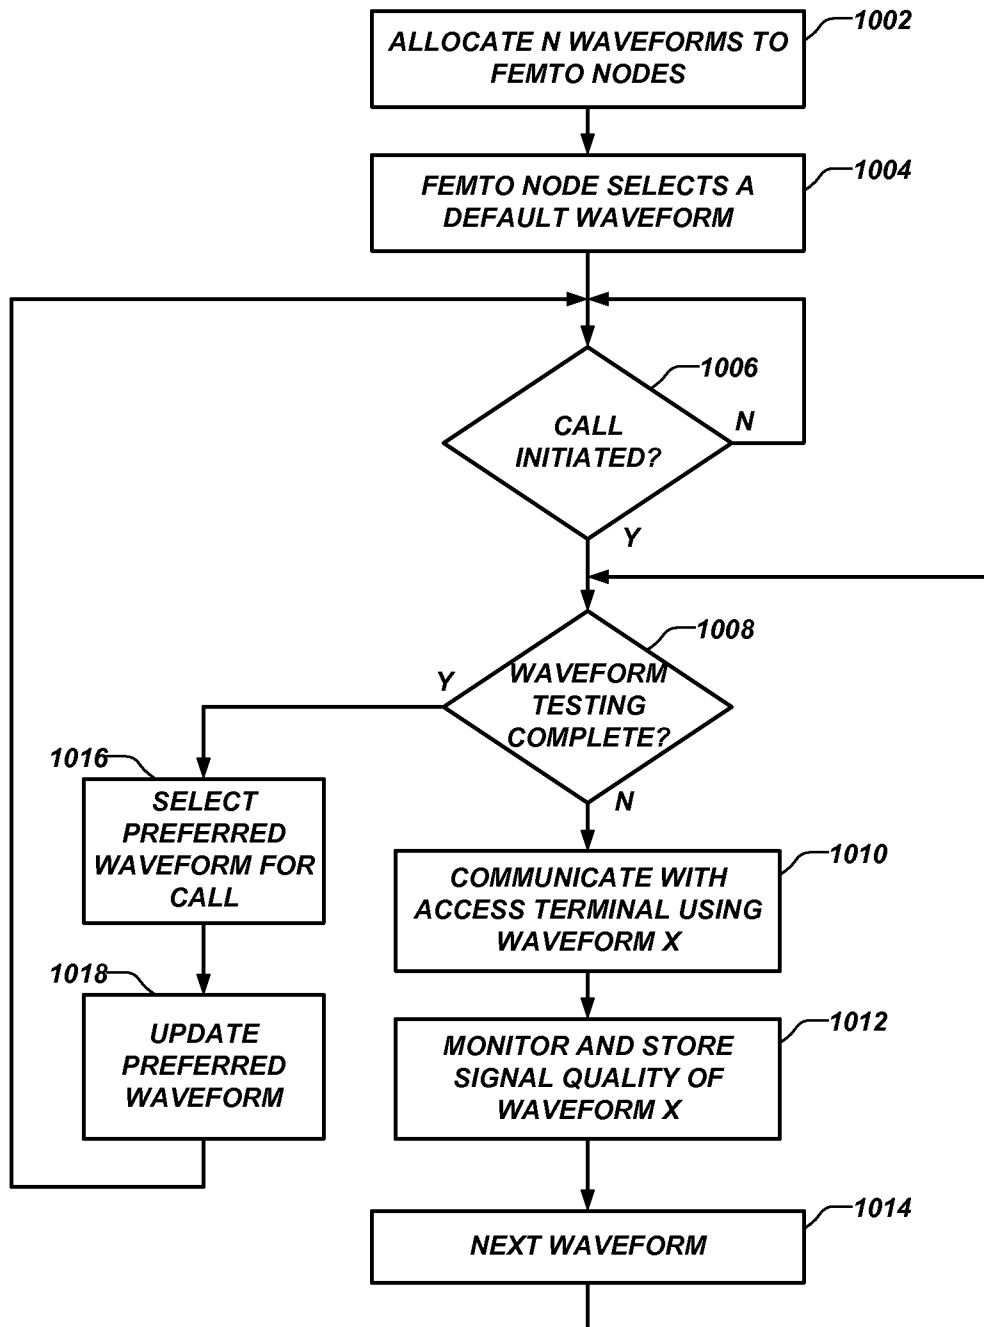 ALLOCATE N WAVEFORMS TO
FEMTO NODES
1002
FEMTO NODE SELECTS A
DEFAULT WAVEFORM
1004
CALL
INITIATED?
1006
N
Y
WAVEFORM
TESTING
COMPLETE?
1008
Y
N
1016
SELECT
PREFERRED
WAVEFORM FOR
CALL
1018
UPDATE
PREFERRED
WAVEFORM
COMMUNICATE WITH
ACCESS TERMINAL USING
WAVEFORM X
1010
MONITOR AND STORE
SIGNAL QUALITY OF
WAVEFORM X
1012
NEXT WAVEFORM
1014